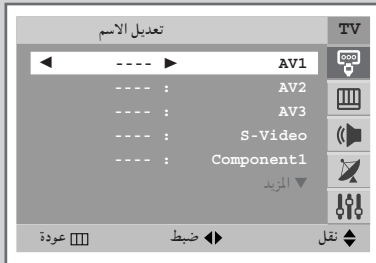 TV تعديل الاسم
AV1 ◄ ---- ►
AV2 : ----
AV3 : ----
S-Video : ----
Component1 : ----
▼ المزيد
نقل ضبط عودة